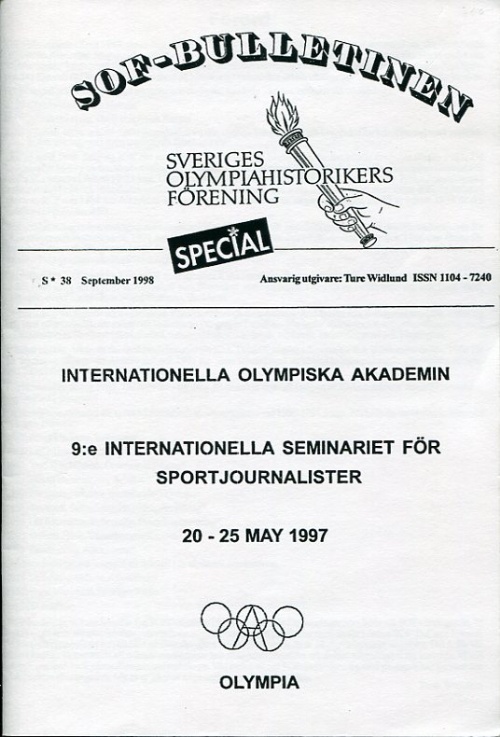 SOF-BULLETINEN
SVERIGES
OLYMPIAHISTORIKERS
FÖRENING
SPECIAL
S * 38 September 1998 Ansvarig utgivare: Ture Widlund ISSN 1104 - 7240
INTERNATIONELLA OLYMPISKA AKADEMIN
9:e INTERNATIONELLA SEMINARIET FÖR
SPORTJOURNALISTER
20 - 25 MAY 1997
OLYMPIA